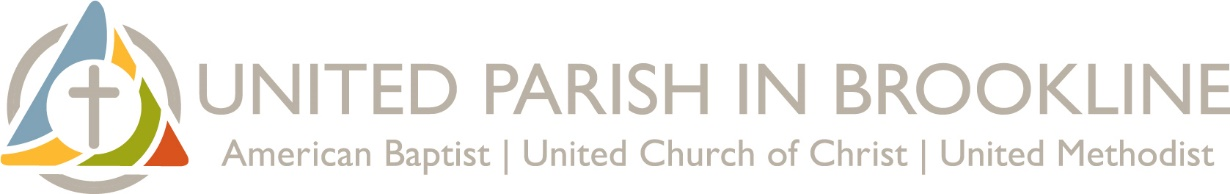 UNITED PARISH IN BROOKLINE
American Baptist | United Church of Christ | United Methodist